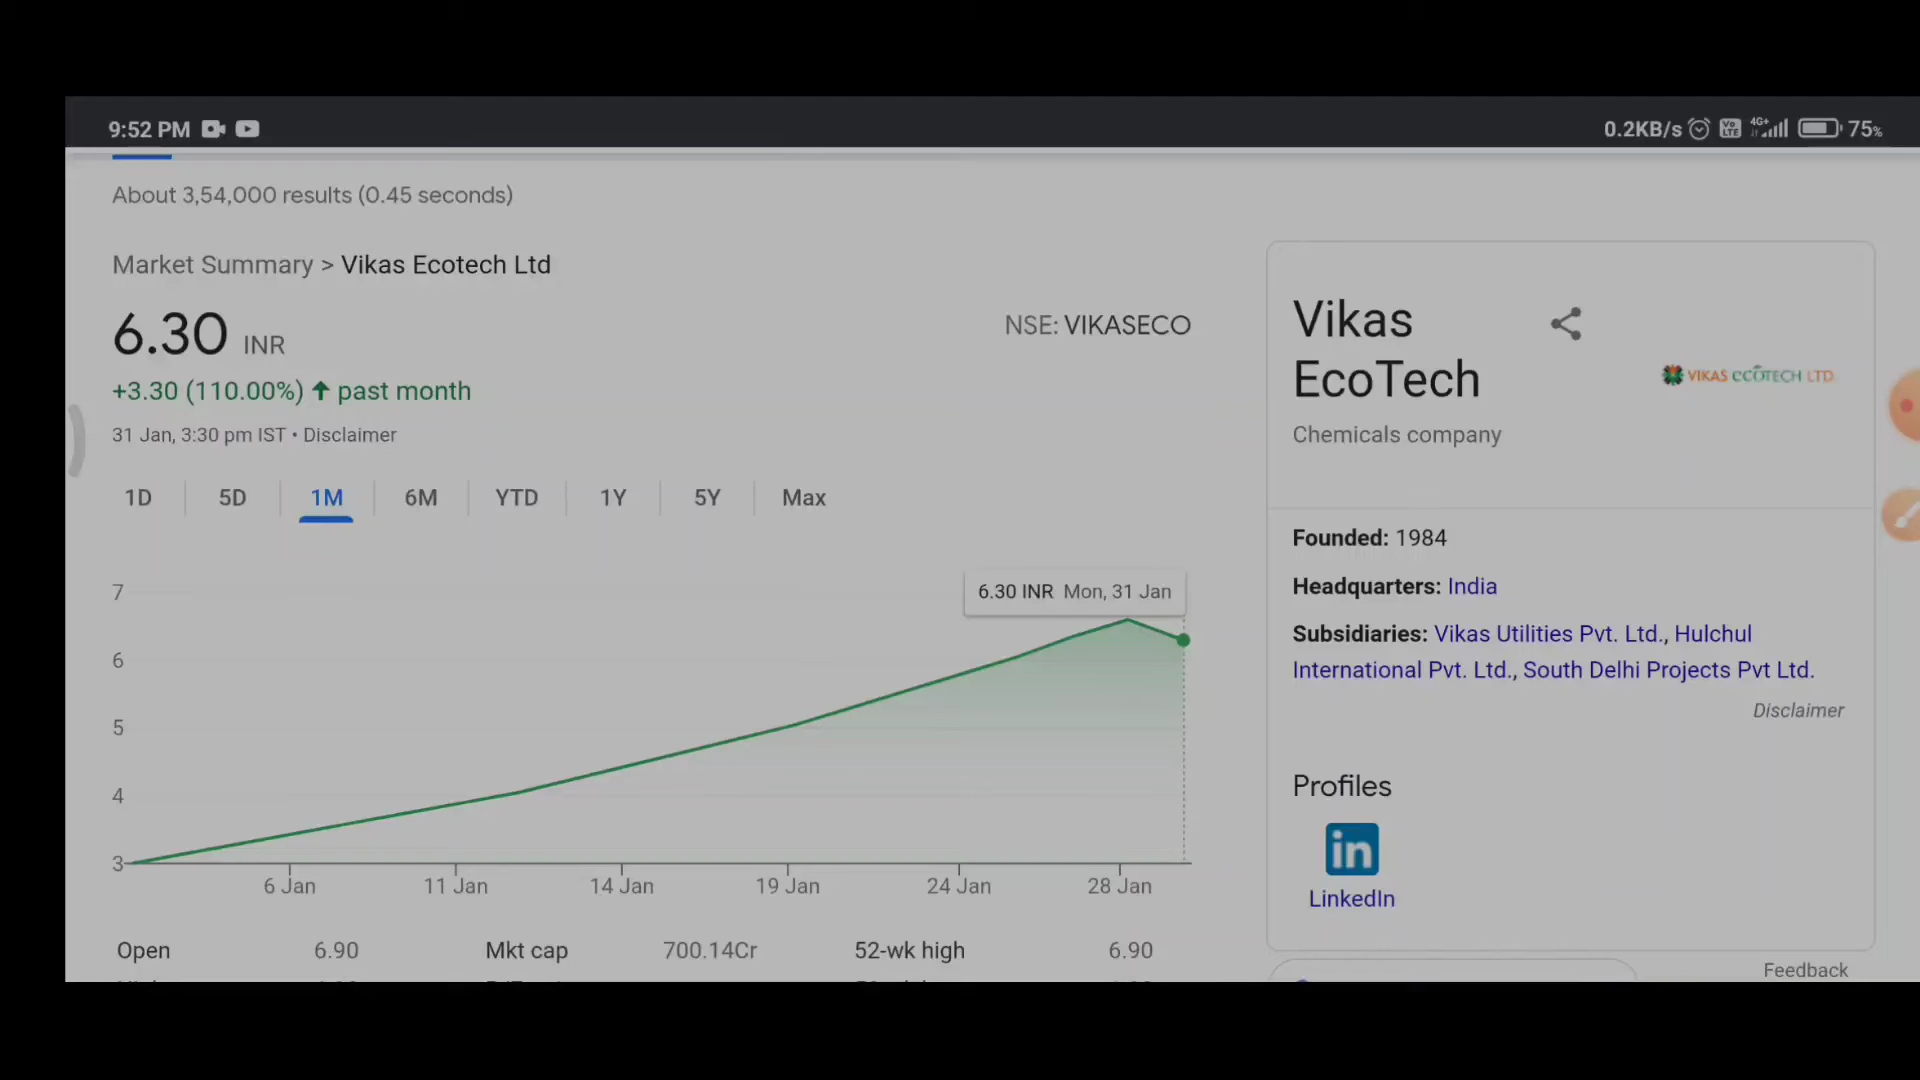 9:52 PM
0.2KB/s Vo LTE 4G+ 75%
About 3,54,000 results (0.45 seconds)
Market Summary > Vikas Ecotech Ltd
6.30 INR
NSE: VIKASECO
+3.30 (110.00%) ↑ past month
31 Jan, 3:30 pm IST • Disclaimer
1D 5D 1M 6M YTD 1Y 5Y Max
6.30 INR Mon, 31 Jan
7
6
5
4
3
6 Jan 11 Jan 14 Jan 19 Jan 24 Jan 28 Jan
Open 6.90 Mkt cap 700.14Cr 52-wk high 6.90
Vikas
EcoTech
VIKAS ECOTECH LTD
Chemicals company
Founded: 1984
Headquarters: India
Subsidiaries: Vikas Utilities Pvt. Ltd., Hulchul
International Pvt. Ltd., South Delhi Projects Pvt Ltd.
Disclaimer
Profiles
in
LinkedIn
Feedback